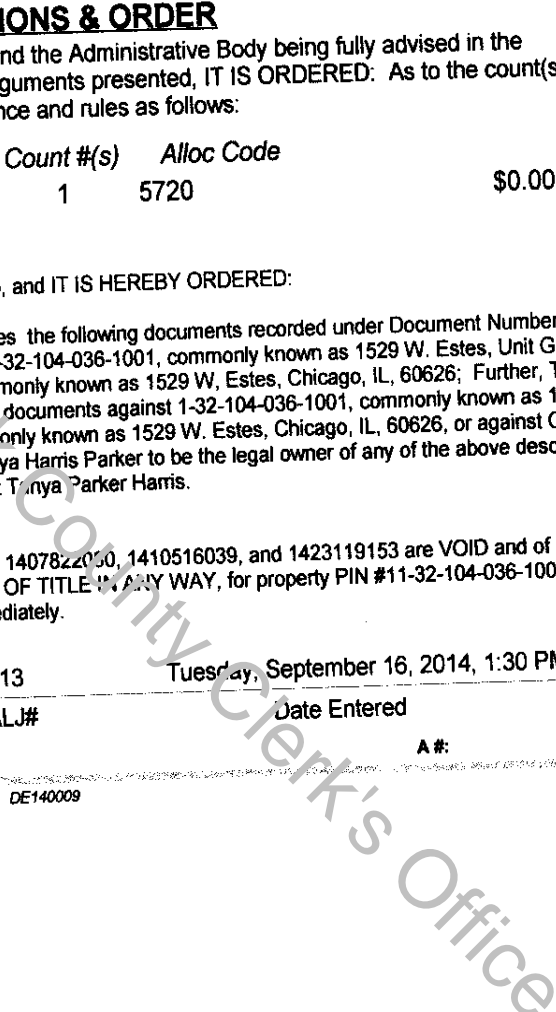 IONS & ORDER
nd the Administrative Body being fully advised in the
guments presented, IT IS ORDERED: As to the count(s
nce and rules as follows:
Count #(s) Alloc Code
1 5720 $0.00
, and IT IS HEREBY ORDERED:
es the following documents recorded under Document Number
-32-104-036-1001, commonly known as 1529 W. Estes, Unit G
monly known as 1529 W, Estes, Chicago, IL, 60626; Further, T
documents against 1-32-104-036-1001, commonly known as 1
only known as 1529 W. Estes, Chicago, IL, 60626, or against C
ya Harris Parker to be the legal owner of any of the above desc
Tanya Parker Harris.
1410516039, and 1423119153 are VOID and of
OF TITLE IN ANY WAY, for property PIN #11-32-104-036-100
ediately.
13 Tuesday, September 16, 2014, 1:30 PM
ALJ# Date Entered
A #:
DE140009
County Clerk's Office